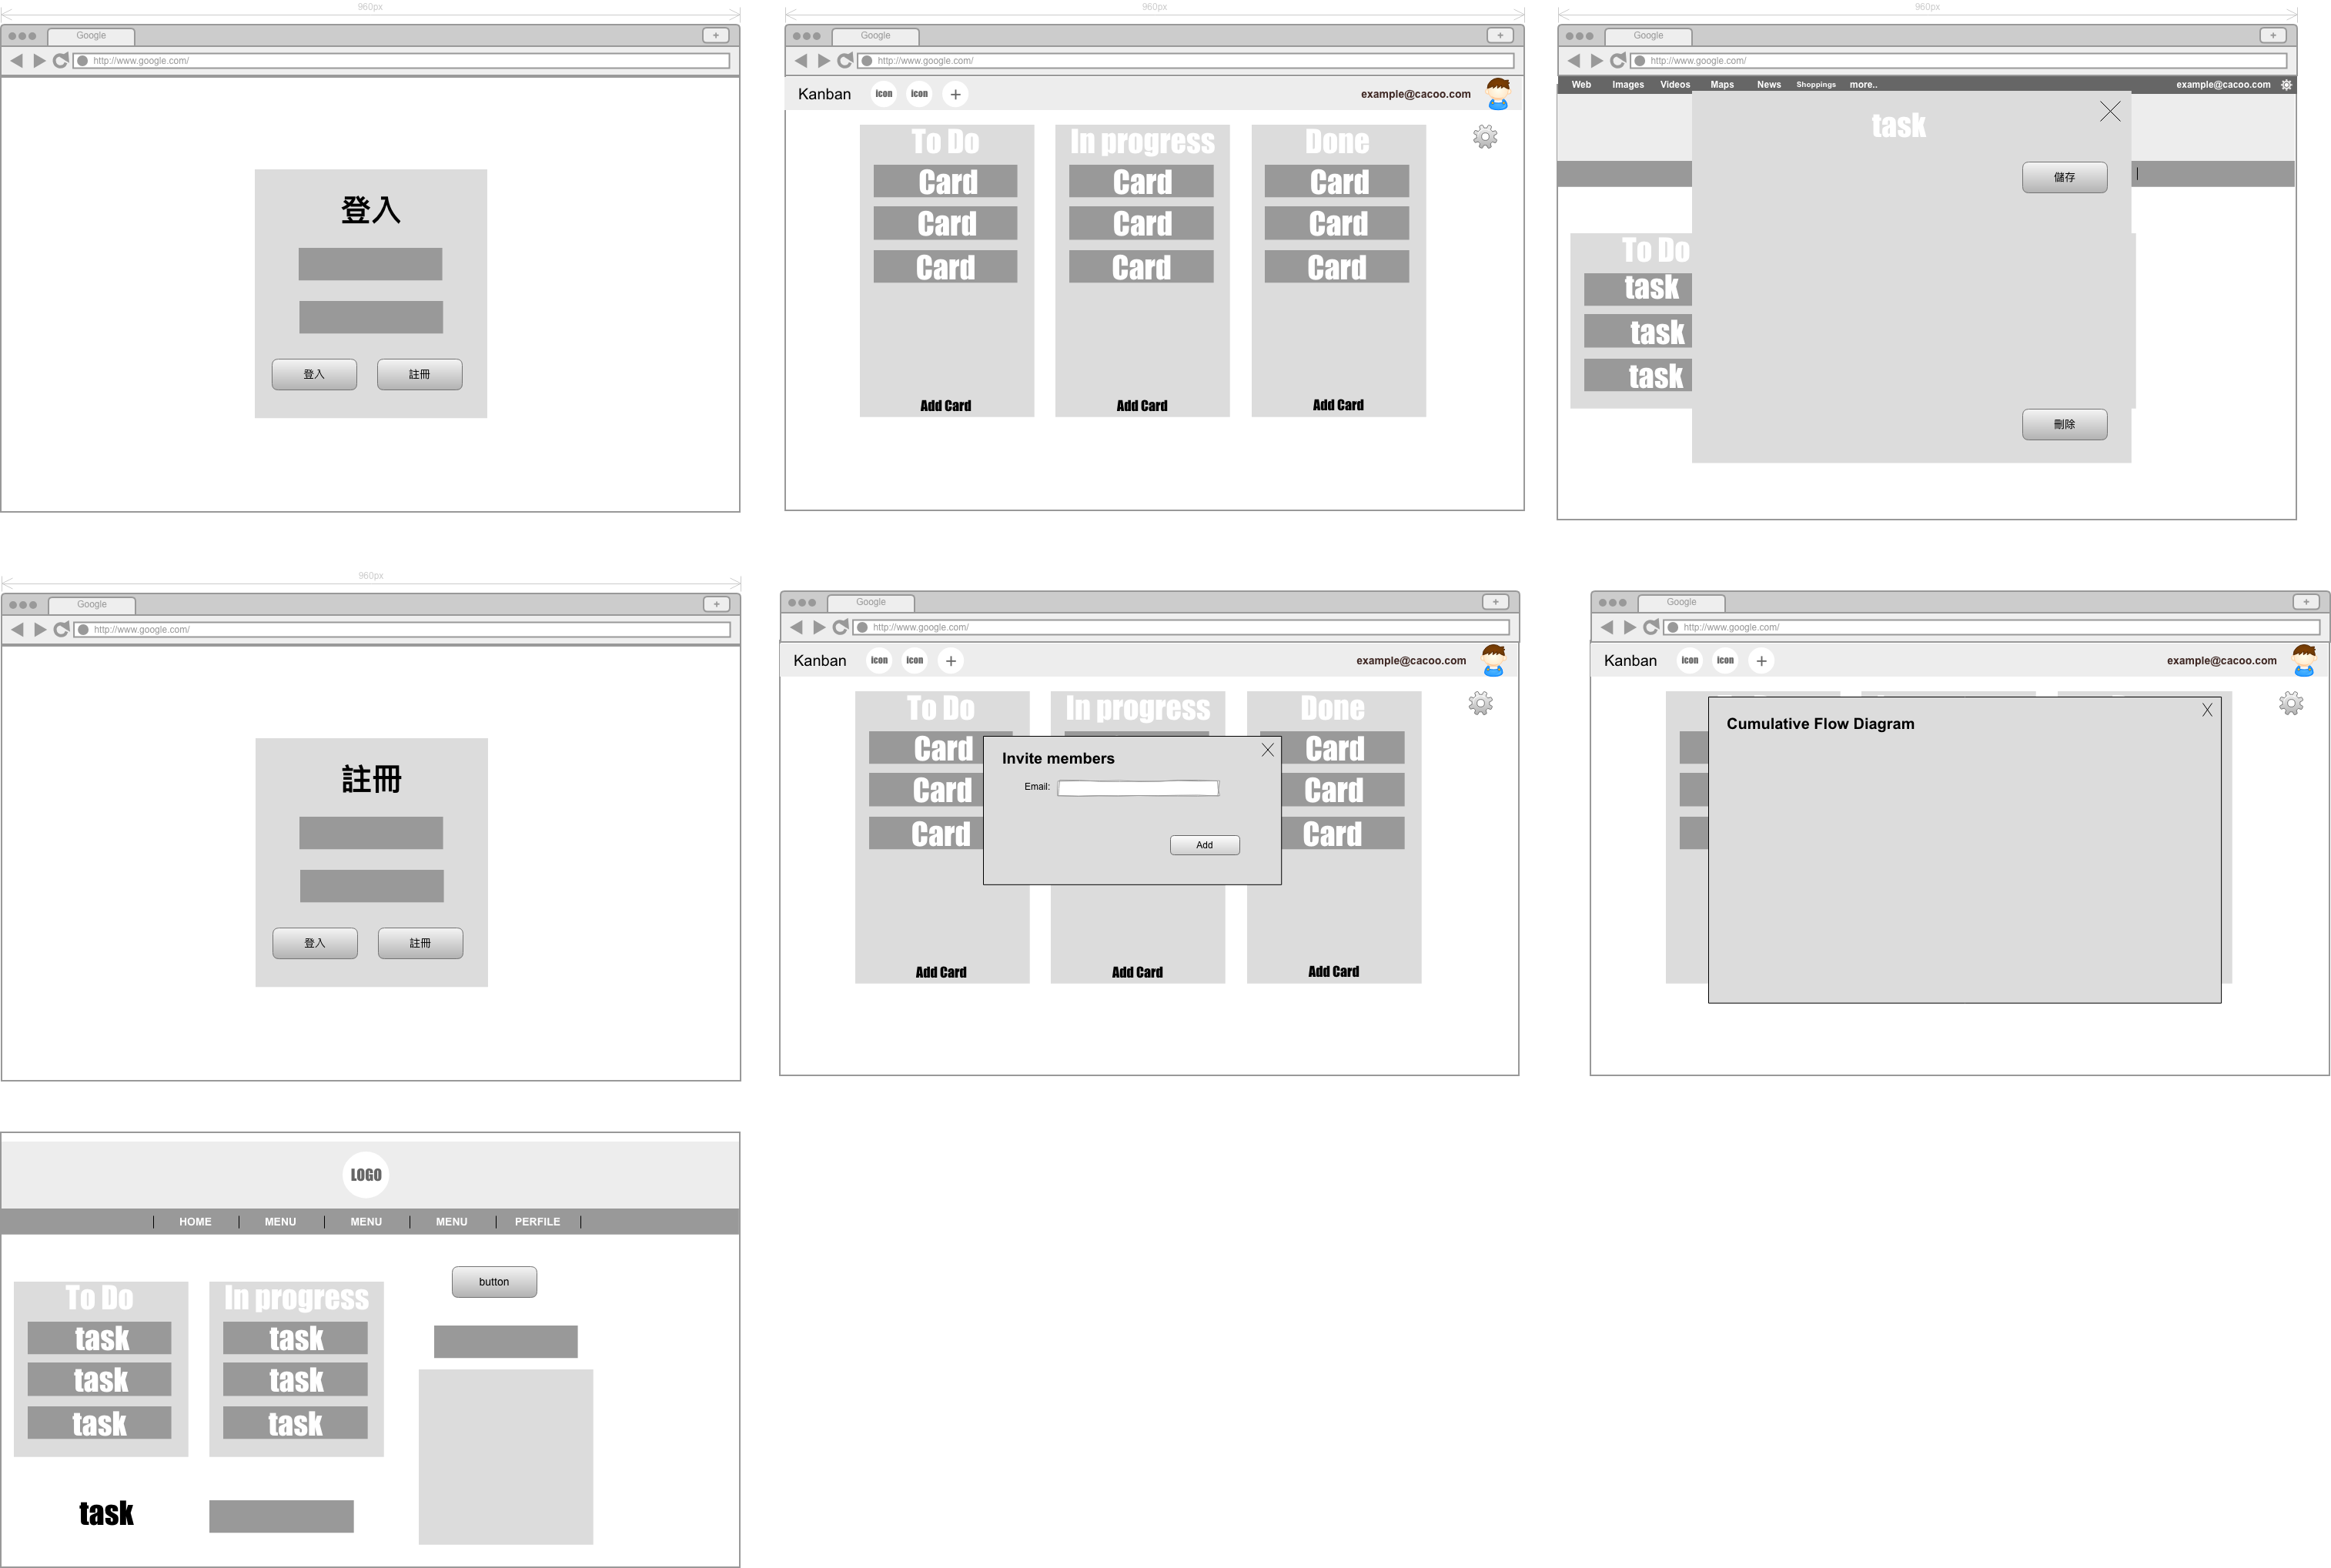 960px
Google
+
http://www.google.com/
登入
登入 註冊
960px
Google
+
http://www.google.com/
Kanban icon icon + example@cacoo.com
To Do In progress Done
Card Card Card
Card Card Card
Card Card Card
Add Card Add Card Add Card
960px
Google
+
http://www.google.com/
Web Images Videos Maps News Shoppings more.. example@cacoo.com
task
儲存
To Do
task
task
task
刪除
960px
Google
+
http://www.google.com/
註冊
登入 註冊
Google
+
http://www.google.com/
Kanban icon icon + example@cacoo.com
To Do In progress Done
Card Card
Card Card
Card Card
Invite members
Email:
Add
Add Card Add Card Add Card
Google
+
http://www.google.com/
Kanban icon icon + example@cacoo.com
Cumulative Flow Diagram
LOGO
HOME MENU MENU MENU PERFILE
button
To Do In progress
task task
task task
task task
task